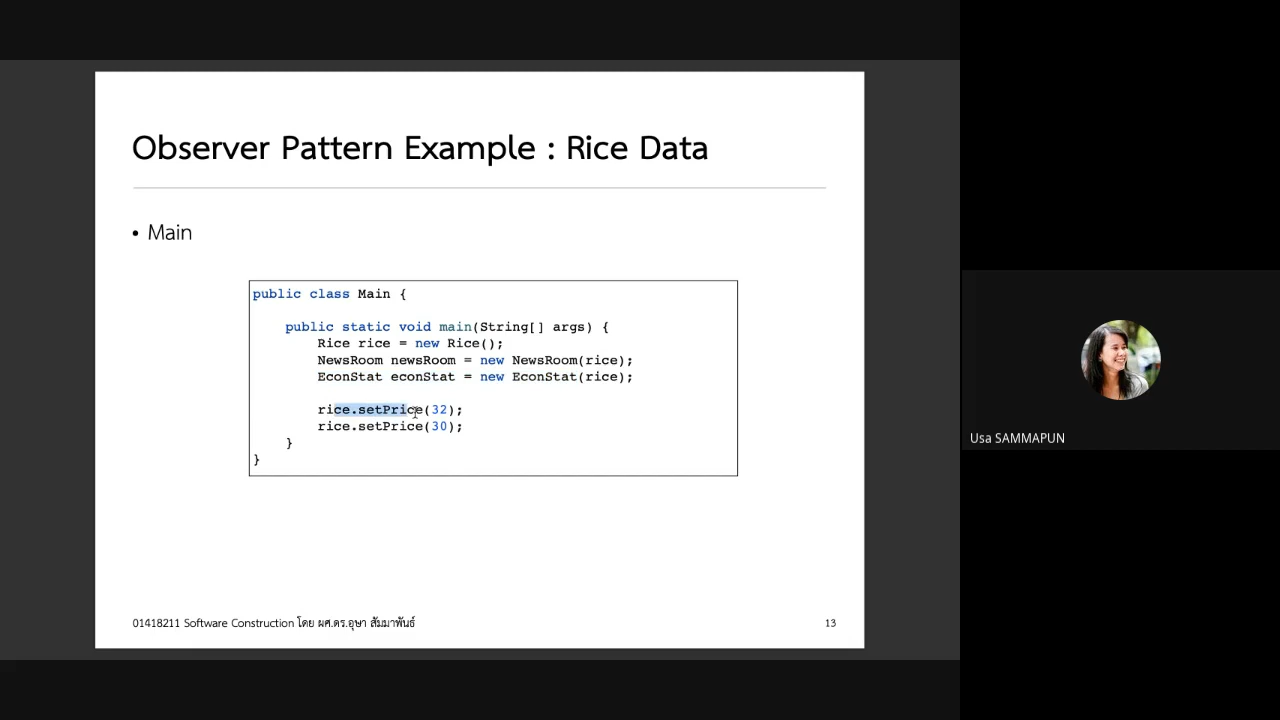 Observer Pattern Example : Rice Data
• Main
public class Main {
public static void main(String[] args) {
Rice rice = new Rice();
NewsRoom newsRoom = new NewsRoom(rice);
EconStat econStat = new EconStat(rice);
rice.setPrice(32);
rice.setPrice(30);
}
}
Usa SAMMAPUN
01418211 Software Construction โดย ผศ.ดร.อุษา สัมมาพันธ์
13